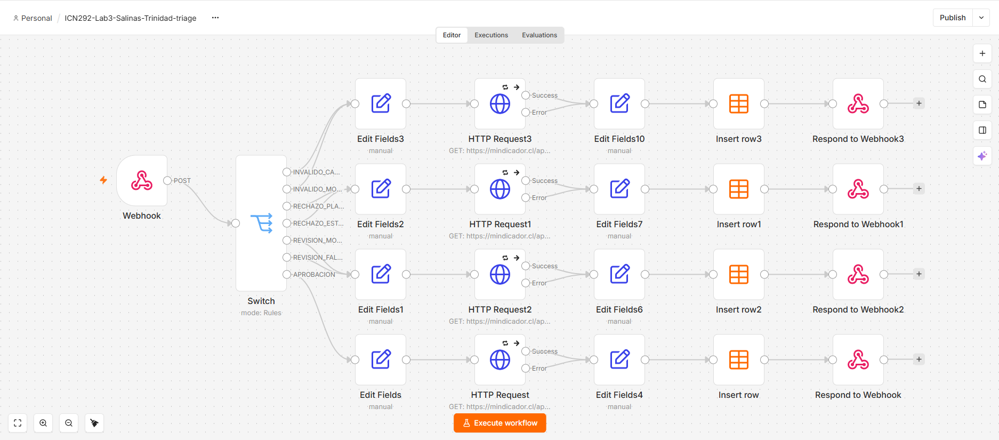 Personal / ICN292-Lab3-Salinas-Trinidad-triage ...
Publish
Editor Executions Evaluations
Webhook
POST
Switch
mode: Rules
INVALIDO_CA...
INVALIDO_MO...
RECHAZO_PLA...
RECHAZO_EST...
REVISION_MO...
REVISION_FAL...
APROBACION
Edit Fields3
manual
HTTP Request3
GET: https://mindicador.cl/ap...
Success
Error
Edit Fields10
manual
Insert row3
Respond to Webhook3
Edit Fields2
manual
HTTP Request1
GET: https://mindicador.cl/ap...
Success
Error
Edit Fields7
manual
Insert row1
Respond to Webhook1
Edit Fields1
manual
HTTP Request2
GET: https://mindicador.cl/ap...
Success
Error
Edit Fields6
manual
Insert row2
Respond to Webhook2
Edit Fields
manual
HTTP Request
GET: https://mindicador.cl/ap...
Success
Error
Edit Fields4
manual
Insert row
Respond to Webhook
Execute workflow